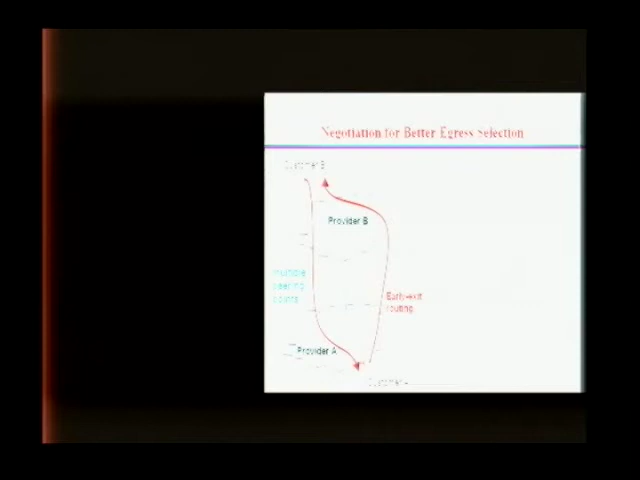 Negotiation for Better Egress Selection
Customer B
Provider B
multiple
peering
points
Early-exit
routing
Provider A
Customer